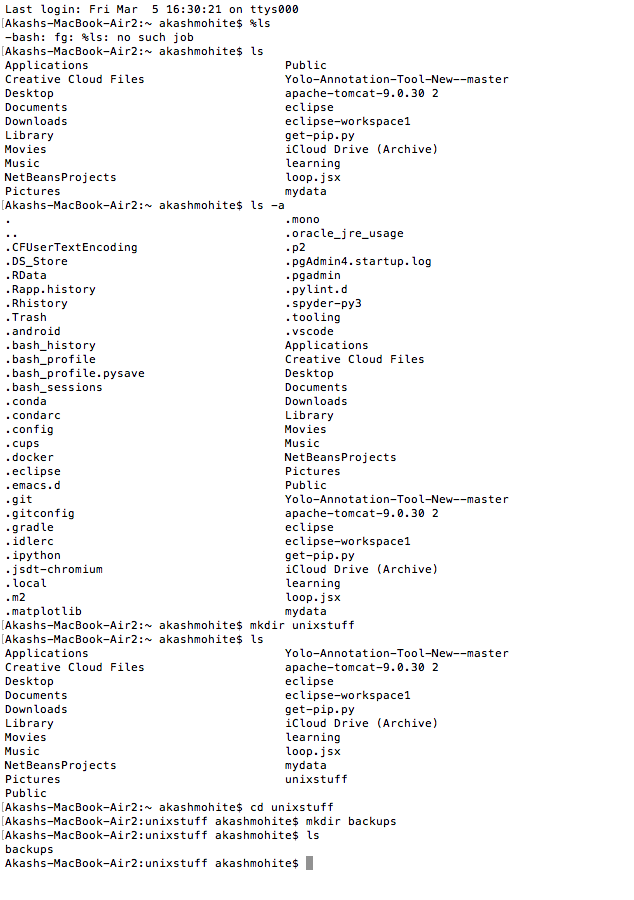 Last login: Fri Mar  5 16:30:21 on ttys000
[Akashs-MacBook-Air2:~ akashmohite$ %ls
-bash: fg: %ls: no such job
[Akashs-MacBook-Air2:~ akashmohite$ ls
Applications                            Public
Creative Cloud Files                    Yolo-Annotation-Tool-New--master
Desktop                                 apache-tomcat-9.0.30 2
Documents                               eclipse
Downloads                               eclipse-workspace1
Library                                 get-pip.py
Movies                                  iCloud Drive (Archive)
Music                                   learning
NetBeansProjects                        loop.jsx
Pictures                                mydata
[Akashs-MacBook-Air2:~ akashmohite$ ls -a
.                                       .mono
..                                      .oracle_jre_usage
.CFUserTextEncoding                     .p2
.DS_Store                               .pgAdmin4.startup.log
.RData                                  .pgadmin
.Rapp.history                           .pylint.d
.Rhistory                               .spyder-py3
.Trash                                  .tooling
.android                                .vscode
.bash_history                           Applications
.bash_profile                           Creative Cloud Files
.bash_profile.pysave                    Desktop
.bash_sessions                          Documents
.conda                                  Downloads
.condarc                                Library
.config                                 Movies
.cups                                   Music
.docker                                 NetBeansProjects
.eclipse                                Pictures
.emacs.d                                Public
.git                                    Yolo-Annotation-Tool-New--master
.gitconfig                              apache-tomcat-9.0.30 2
.gradle                                 eclipse
.idlerc                                 eclipse-workspace1
.ipython                                get-pip.py
.jsdt-chromium                          iCloud Drive (Archive)
.local                                  learning
.m2                                     loop.jsx
.matplotlib                             mydata
[Akashs-MacBook-Air2:~ akashmohite$ mkdir unixstuff
[Akashs-MacBook-Air2:~ akashmohite$ ls
Applications                            Yolo-Annotation-Tool-New--master
Creative Cloud Files                    apache-tomcat-9.0.30 2
Desktop                                 eclipse
Documents                               eclipse-workspace1
Downloads                               get-pip.py
Library                                 iCloud Drive (Archive)
Movies                                  learning
Music                                   loop.jsx
NetBeansProjects                        mydata
Pictures                                unixstuff
Public
[Akashs-MacBook-Air2:~ akashmohite$ cd unixstuff
[Akashs-MacBook-Air2:unixstuff akashmohite$ mkdir backups
[Akashs-MacBook-Air2:unixstuff akashmohite$ ls
backups
Akashs-MacBook-Air2:unixstuff akashmohite$